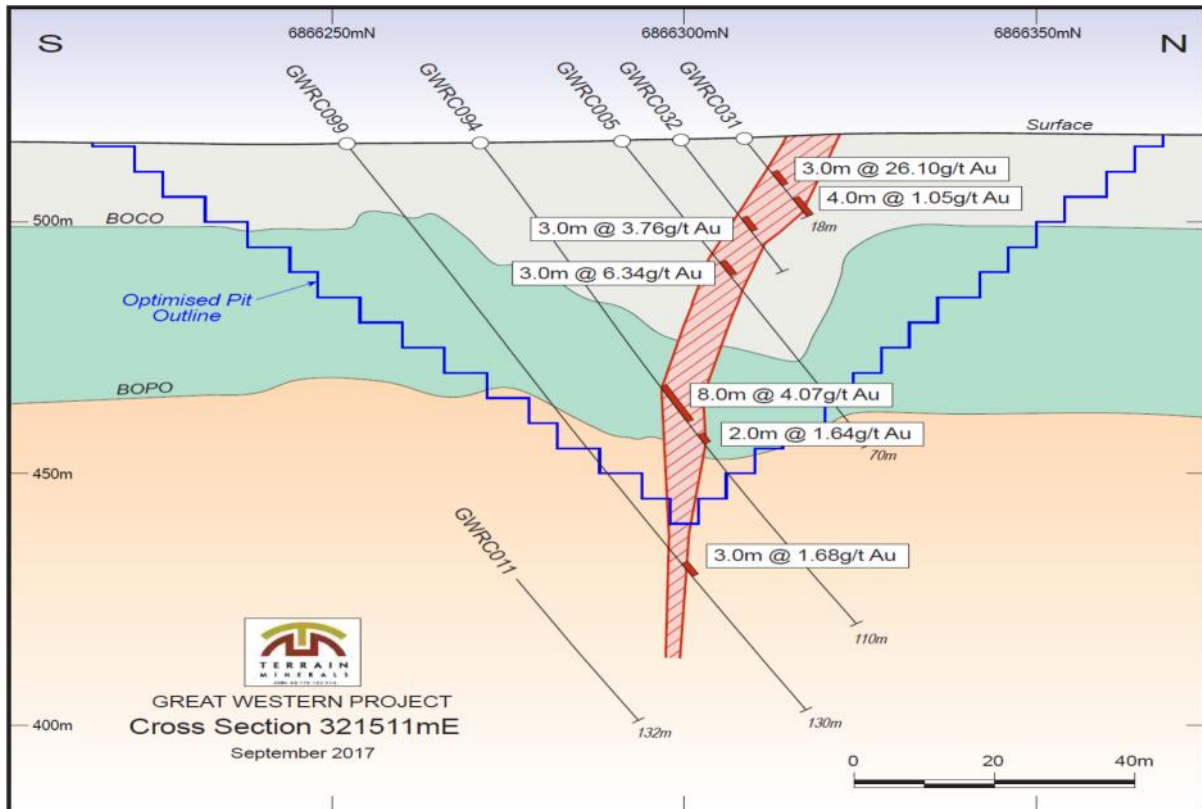 6866250mN
6866300mN
6866350mN
S
N
GWRC099
GWRC094
GWRC005
GWRC032
GWRC031
Surface
3.0m @ 26.10g/t Au
4.0m @ 1.05g/t Au
500m
BOCO
3.0m @ 3.76g/t Au
18m
3.0m @ 6.34g/t Au
Optimised Pit
Outline
BOPO
8.0m @ 4.07g/t Au
2.0m @ 1.64g/t Au
70m
450m
GWRC011
3.0m @ 1.68g/t Au
110m
TERRAIN
MINERALS
GREAT WESTERN PROJECT
Cross Section 321511mE
September 2017
400m
132m
130m
0 20 40m